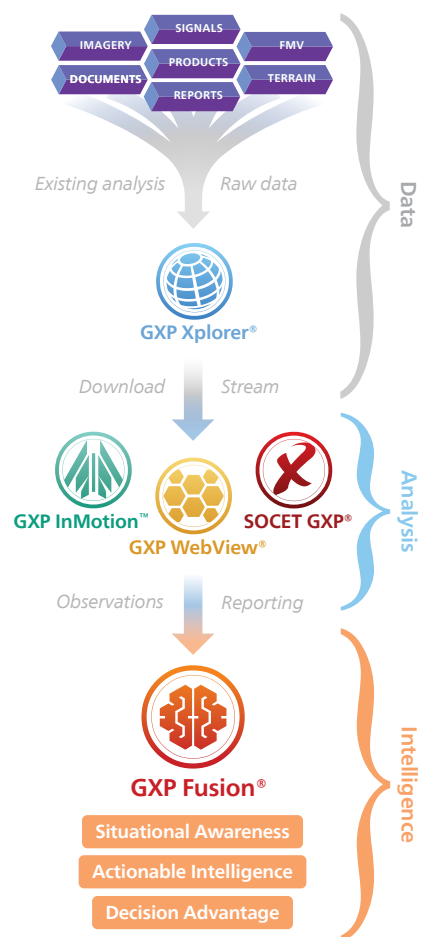 SIGNALS
IMAGERY
FMV
PRODUCTS
DOCUMENTS
TERRAIN
REPORTS
Existing analysis
Raw data
Data
GXP Xplorer®
Download
Stream
GXP InMotion™
SOCET GXP®
GXP WebView®
Analysis
Observations
Reporting
GXP Fusion®
Intelligence
Situational Awareness
Actionable Intelligence
Decision Advantage